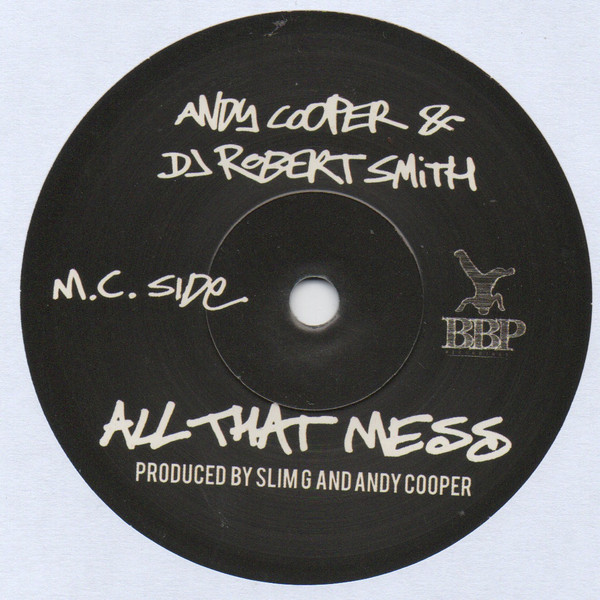 ANDY COOPER &
DJ ROBERT SMITH
M.C. SIDE
BBP
ALL THAT MESS
PRODUCED BY SLIM G AND ANDY COOPER